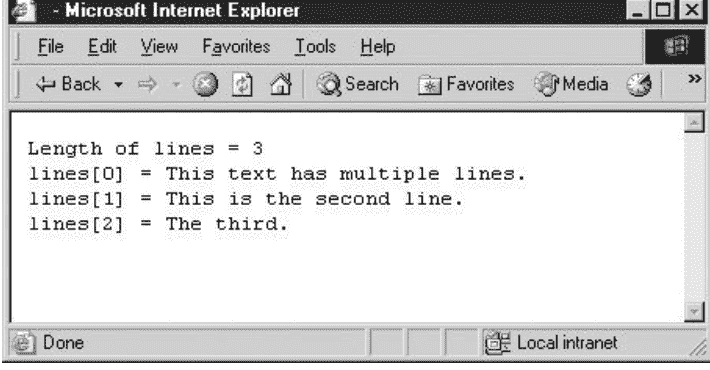 - Microsoft Internet Explorer
File Edit View Favorites Tools Help
Back Search Favorites Media »
Length of lines = 3
lines[0] = This text has multiple lines.
lines[1] = This is the second line.
lines[2] = The third.
Done Local intranet